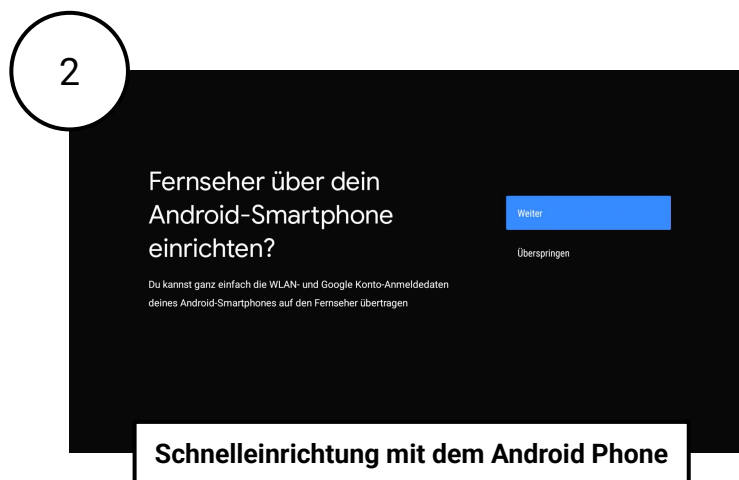 2
Fernseher über dein
Android-Smartphone
einrichten?
Du kannst ganz einfach die WLAN- und Google Konto-Anmeldedaten
deines Android-Smartphones auf den Fernseher übertragen
Weiter
Überspringen
Schnelleinrichtung mit dem Android Phone